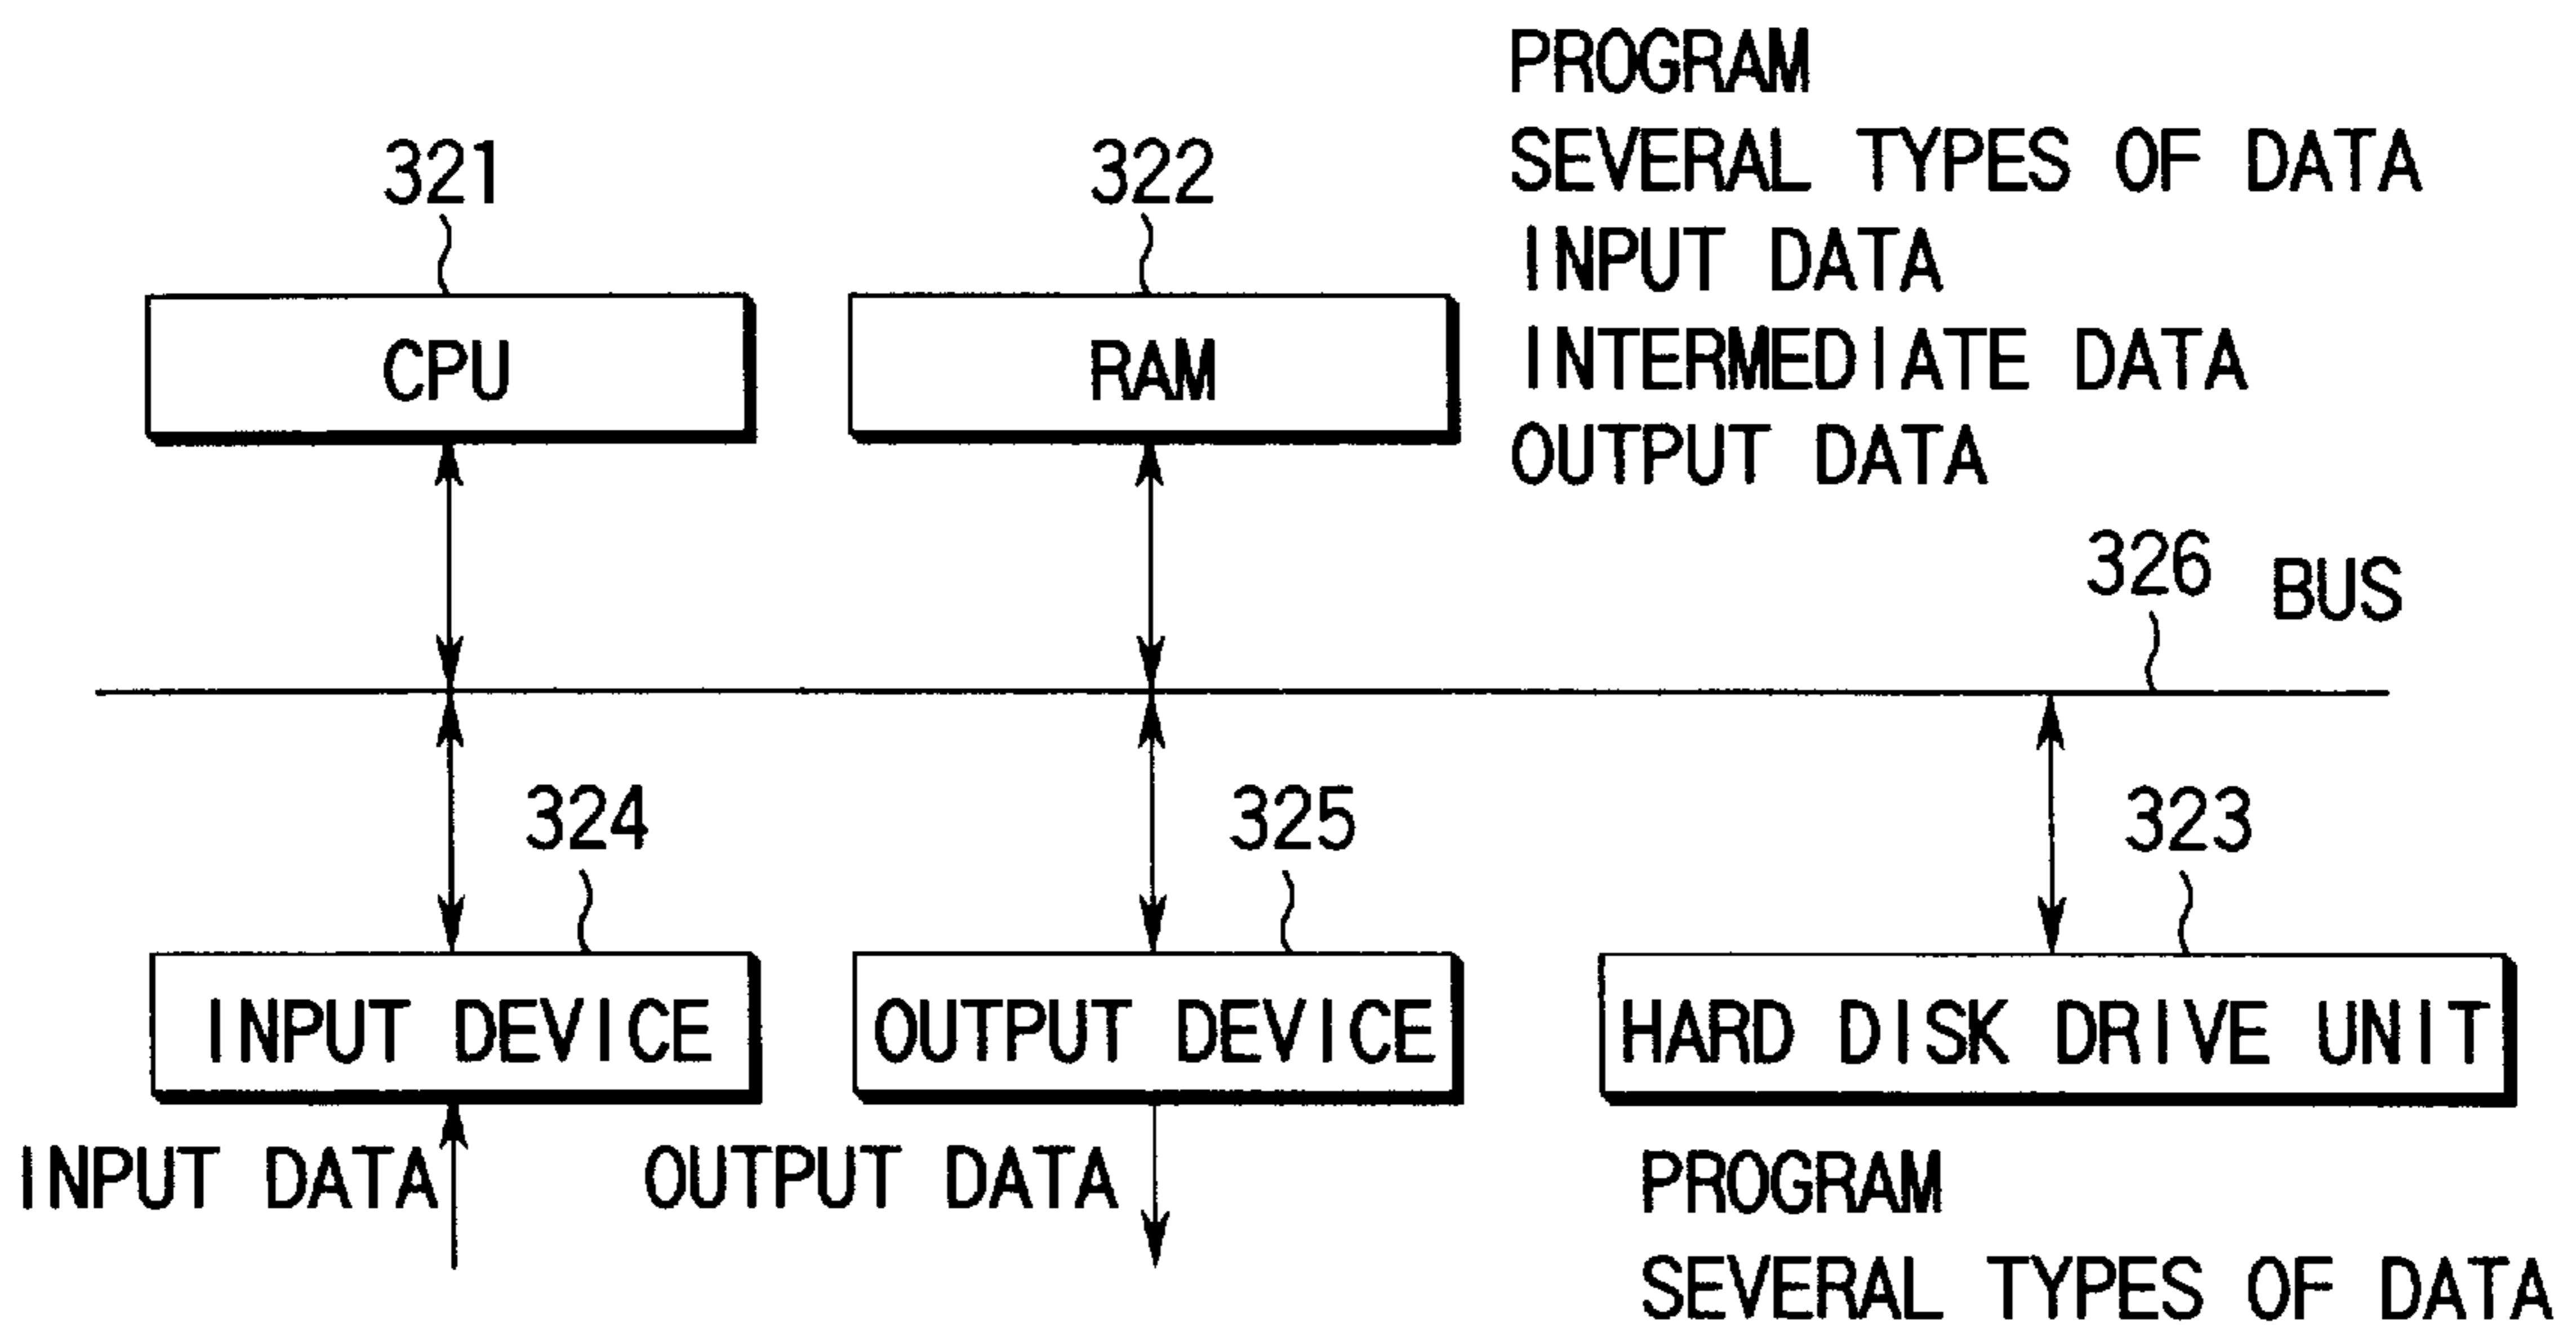 PROGRAM
SEVERAL TYPES OF DATA
INPUT DATA
INTERMEDIATE DATA
OUTPUT DATA
321
322
CPU
RAM
326
BUS
324
325
323
INPUT DEVICE
OUTPUT DEVICE
HARD DISK DRIVE UNIT
INPUT DATA
OUTPUT DATA
PROGRAM
SEVERAL TYPES OF DATA